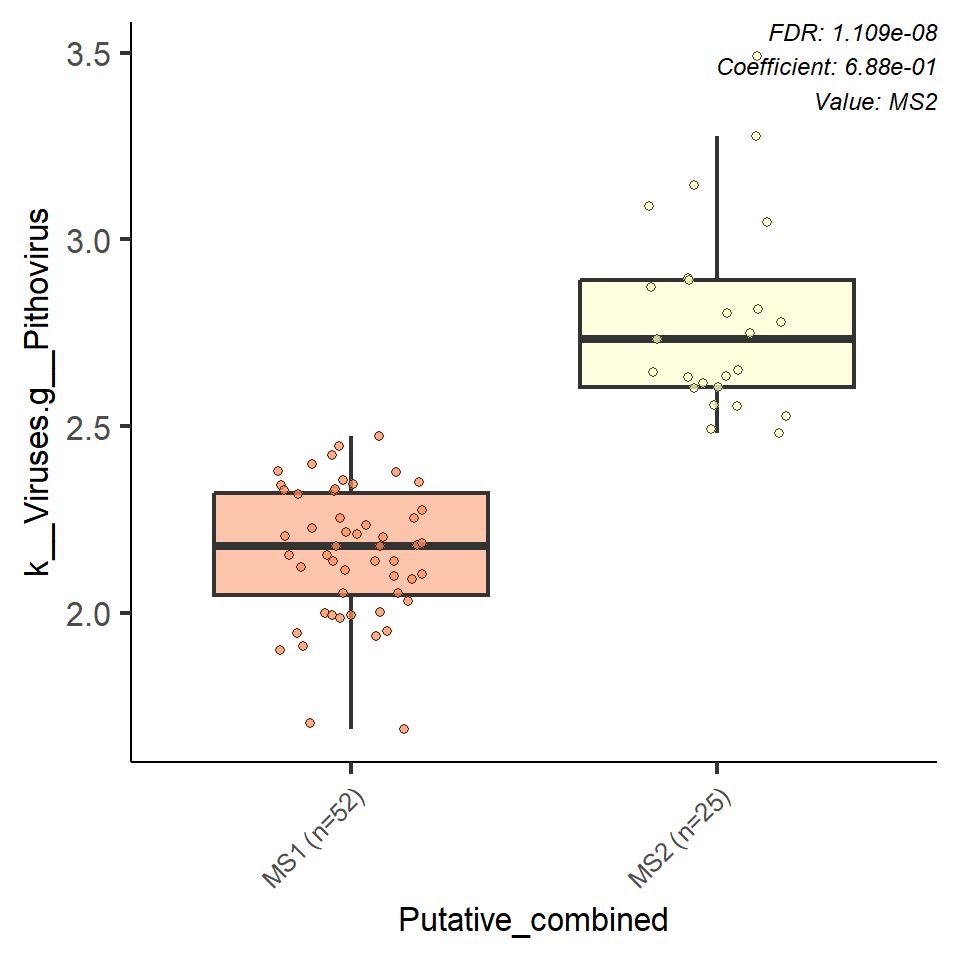 FDR: 1.109e-08
Coefficient: 6.88e-01
Value: MS2
3.5
3.0
2.5
2.0
k__Viruses.g__Pithovirus
MS1 (n=52)
MS2 (n=25)
Putative_combined